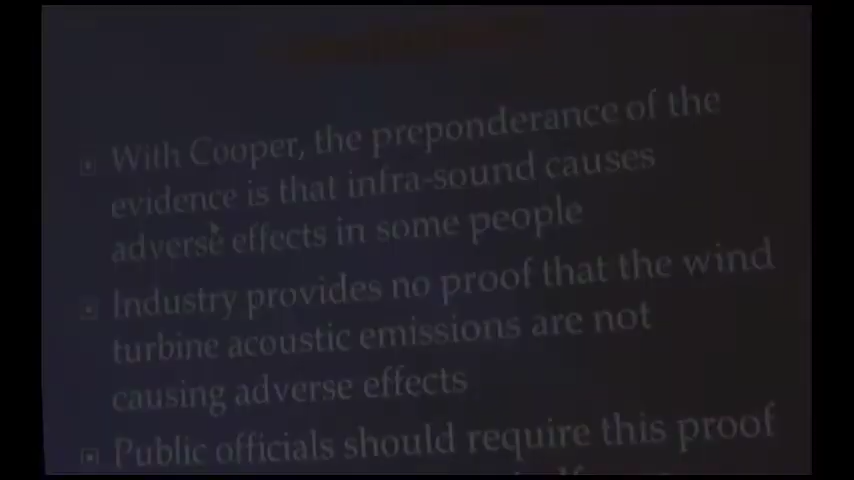 With Cooper, the preponderance of the
evidence is that infra-sound causes
adverse effects in some people
Industry provides no proof that the wind
turbine acoustic emissions are not
causing adverse effects
Public officials should require this proof